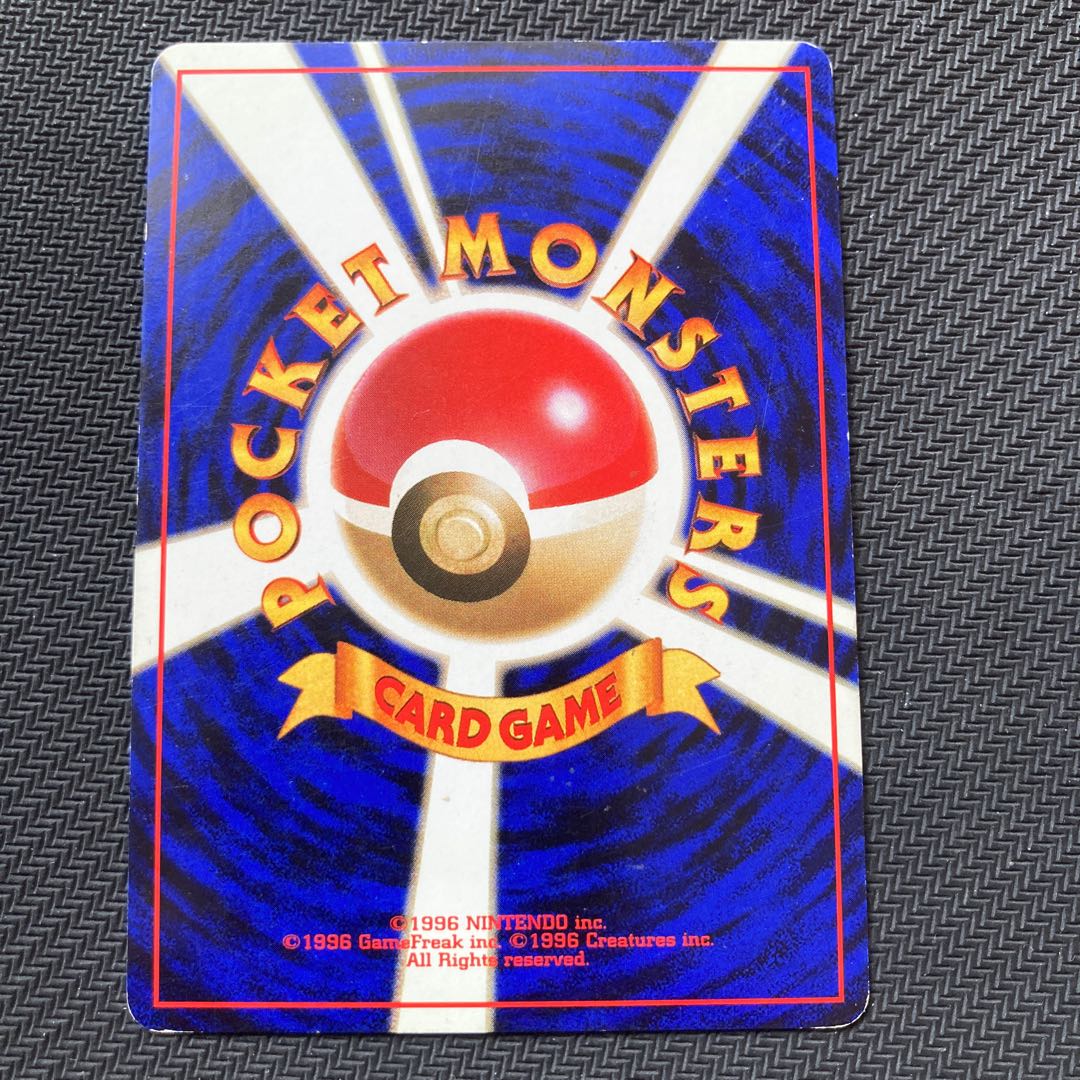 POCKET MONSTERS
CARD GAME
©1996 NINTENDO inc.
©1996 GameFreak inc. ©1996 Creatures inc.
All Rights reserved.